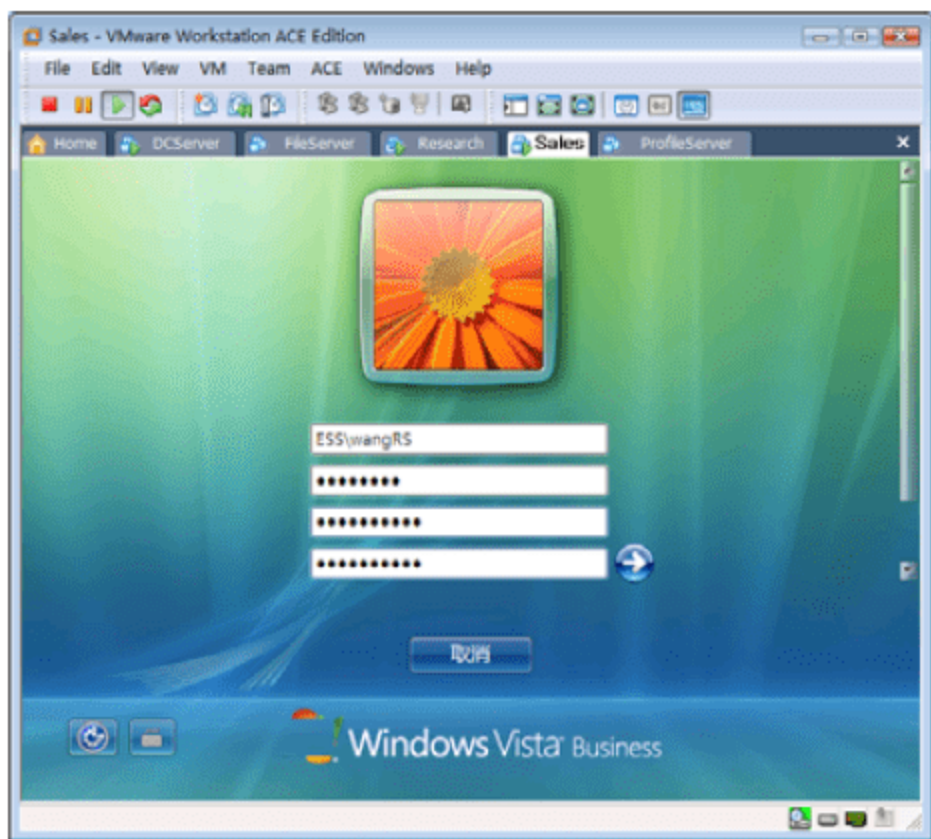 Sales - VMware Workstation ACE Edition
File Edit View VM Team ACE Windows Help
Home DCServer FileServer Research Sales ProfileServer
ESS\wangRS
••••••••
••••••••••
••••••••••
取消
Windows Vista Business